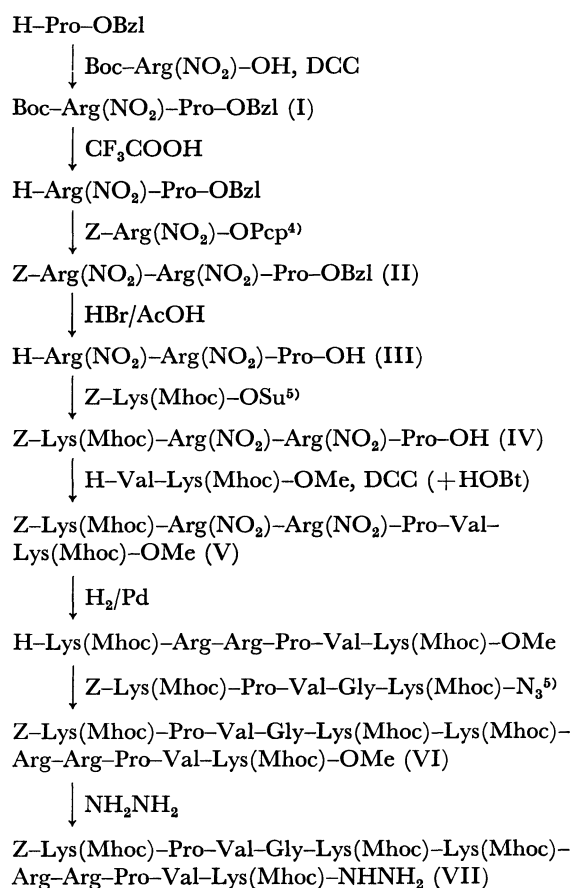 H–Pro–OBzl
Boc–Arg(NO₂)–OH, DCC
Boc–Arg(NO₂)–Pro–OBzl (I)
CF₃COOH
H–Arg(NO₂)–Pro–OBzl
Z–Arg(NO₂)–OPcp⁴⁾
Z–Arg(NO₂)–Arg(NO₂)–Pro–OBzl (II)
HBr/AcOH
H–Arg(NO₂)–Arg(NO₂)–Pro–OH (III)
Z–Lys(Mhoc)–OSu⁵⁾
Z–Lys(Mhoc)–Arg(NO₂)–Arg(NO₂)–Pro–OH (IV)
H–Val–Lys(Mhoc)–OMe, DCC (+HOBt)
Z–Lys(Mhoc)–Arg(NO₂)–Arg(NO₂)–Pro–Val–
Lys(Mhoc)–OMe (V)
H₂/Pd
H–Lys(Mhoc)–Arg–Arg–Pro–Val–Lys(Mhoc)–OMe
Z–Lys(Mhoc)–Pro–Val–Gly–Lys(Mhoc)–N₃⁵⁾
Z–Lys(Mhoc)–Pro–Val–Gly–Lys(Mhoc)–Lys(Mhoc)–
Arg–Arg–Pro–Val–Lys(Mhoc)–OMe (VI)
NH₂NH₂
Z–Lys(Mhoc)–Pro–Val–Gly–Lys(Mhoc)–Lys(Mhoc)–
Arg–Arg–Pro–Val–Lys(Mhoc)–NHNH₂ (VII)